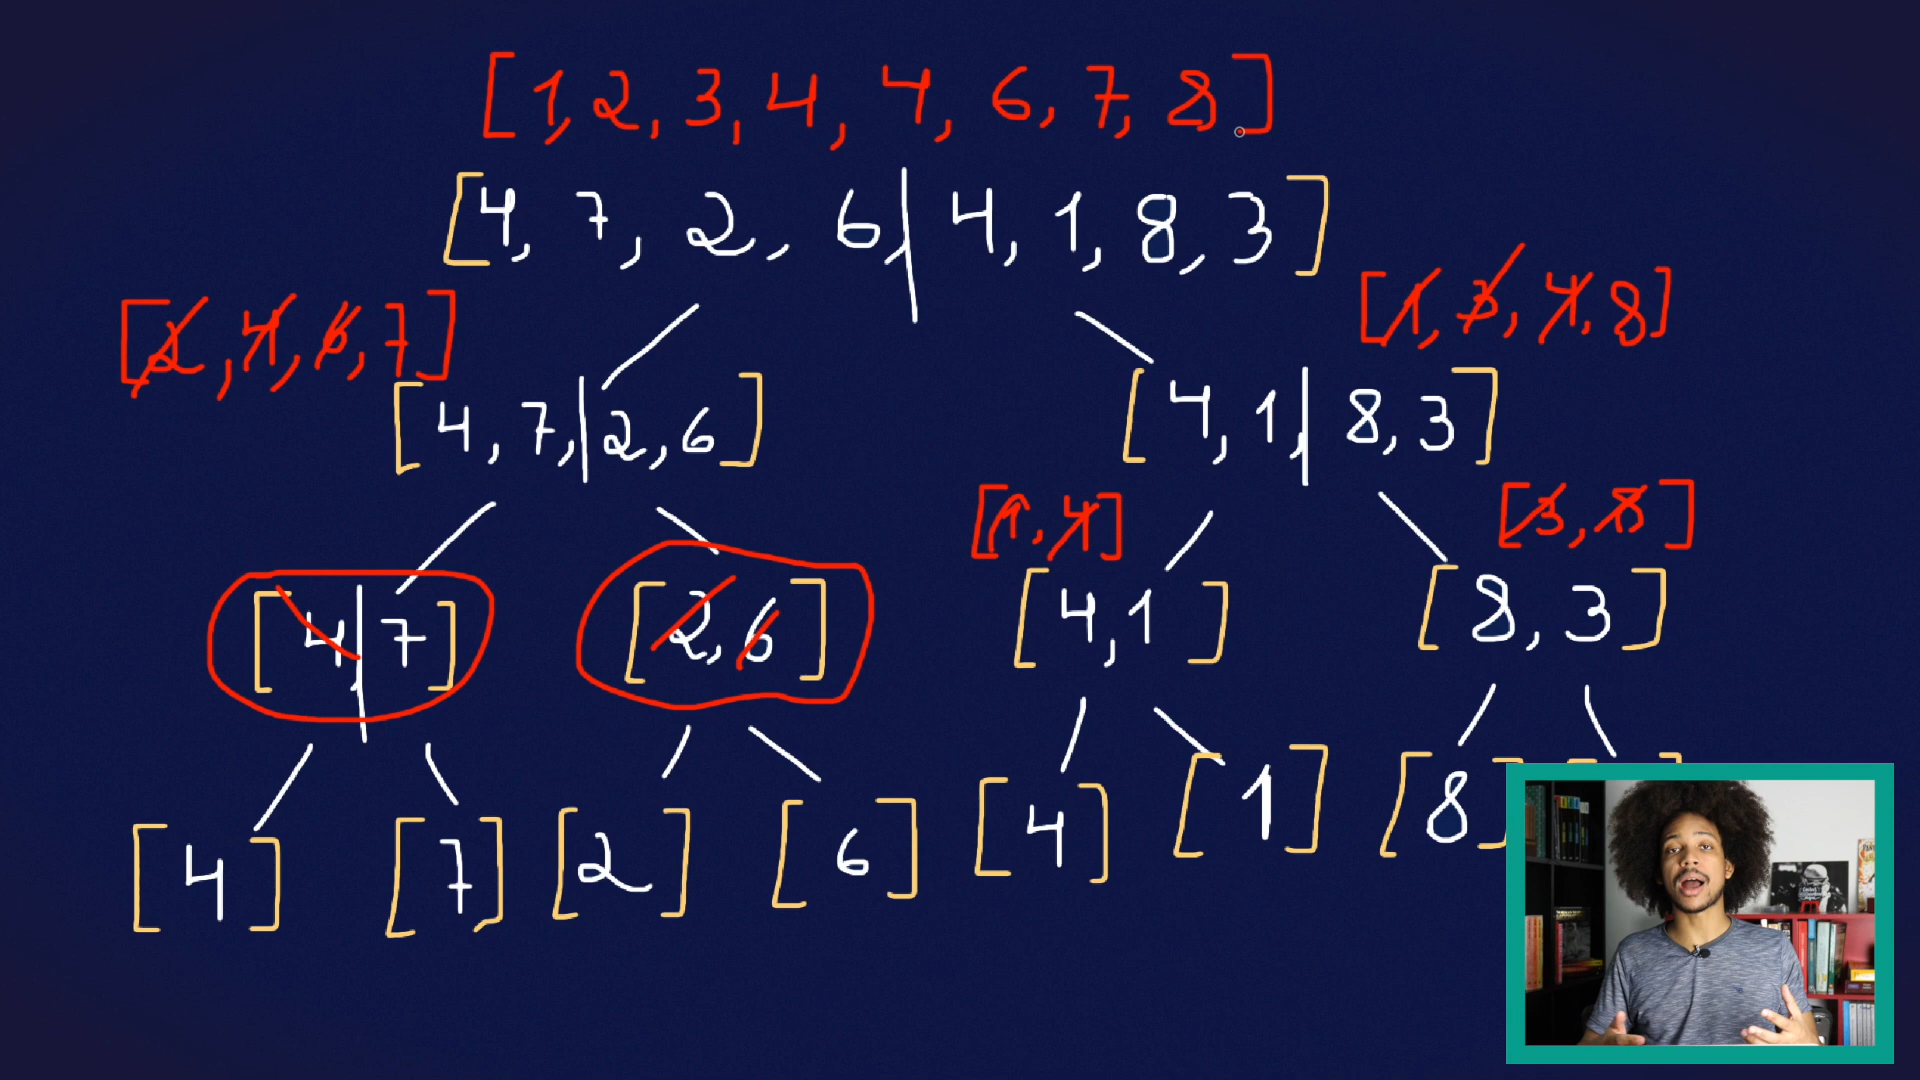 [1, 2, 3, 4, 4, 6, 7, 8]
[4, 7, 2, 6, 4, 1, 8, 3]
[2, 4, 6, 7]
[1, 3, 4, 8]
[4, 7, 2, 6]
[4, 1, 8, 3]
[1, 4]
[3, 8]
[4, 7]
[2, 6]
[4, 1]
[8, 3]
[4]
[7]
[2]
[6]
[4]
[1]
[8]